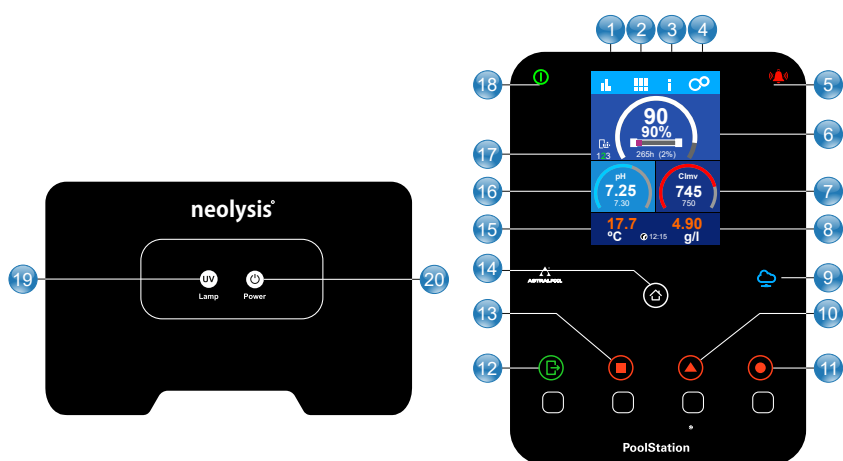 1 2 3 4
18
5
90
90%
6
17
123
265h (2%)
16
pH
7.25
7.30
Clmv
745
750
7
15
17.7
ºC
12:15
4.90
g/l
8
14
ASTRALPOOL
9
13
10
12
11
PoolStation
neolysis
19
UV
Lamp
Power
20